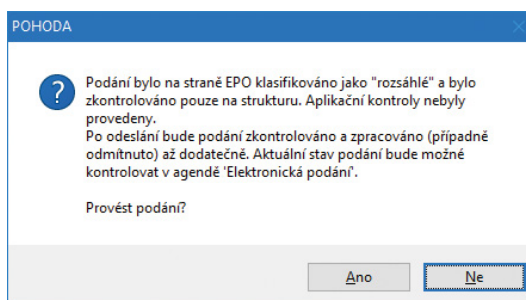 POHODA
Podání bylo na straně EPO klasifikováno jako "rozsáhlé" a bylo
zkontrolováno pouze na strukturu. Aplikační kontroly nebyly
provedeny.
Po odeslání bude podání zkontrolováno a zpracováno (případně
odmítnuto) až dodatečně. Aktuální stav podání bude možné
kontrolovat v agendě 'Elektronická podání'.
Provést podání?
Ano
Ne